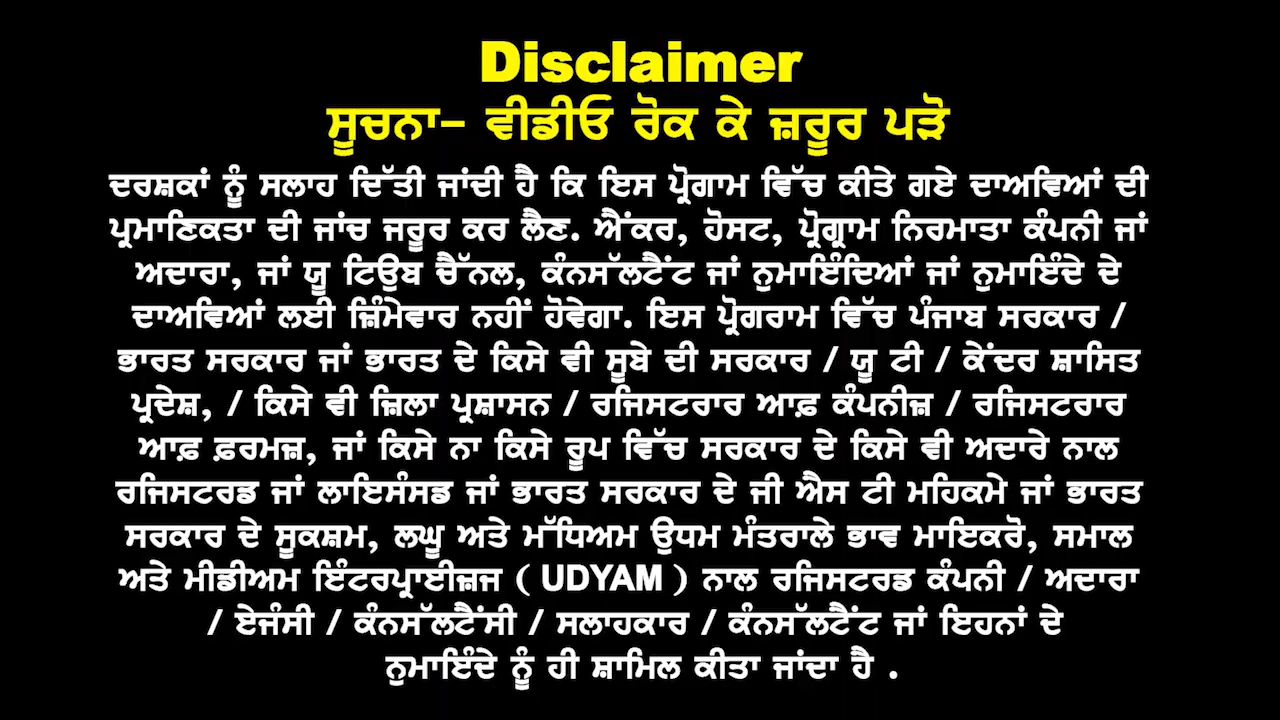 Disclaimer
ਸੂਚਨਾ- ਵੀਡੀਓ ਰੋਕ ਕੇ ਜ਼ਰੂਰ ਪੜੋ
ਦਰਸ਼ਕਾਂ ਨੂੰ ਸਲਾਹ ਦਿੱਤੀ ਜਾਂਦੀ ਹੈ ਕਿ ਇਸ ਪ੍ਰੋਗਾਮ ਵਿੱਚ ਕੀਤੇ ਗਏ ਦਾਅਵਿਆਂ ਦੀ
ਪ੍ਰਮਾਣਿਕਤਾ ਦੀ ਜਾਂਚ ਜਰੂਰ ਕਰ ਲੈਣ. ਐਂਕਰ, ਹੋਸਟ, ਪ੍ਰੋਗ੍ਰਾਮ ਨਿਰਮਾਤਾ ਕੰਪਨੀ ਜਾਂ
ਅਦਾਰਾ, ਜਾਂ ਯੂ ਟਿਊਬ ਚੈੱਨਲ, ਕੰਨਸੱਲਟੈਂਟ ਜਾਂ ਨੁਮਾਇੰਦਿਆਂ ਜਾਂ ਨੁਮਾਇੰਦੇ ਦੇ
ਦਾਅਵਿਆਂ ਲਈ ਜ਼ਿੰਮੇਵਾਰ ਨਹੀਂ ਹੋਵੇਗਾ. ਇਸ ਪ੍ਰੋਗਰਾਮ ਵਿੱਚ ਪੰਜਾਬ ਸਰਕਾਰ /
ਭਾਰਤ ਸਰਕਾਰ ਜਾਂ ਭਾਰਤ ਦੇ ਕਿਸੇ ਵੀ ਸੂਬੇ ਦੀ ਸਰਕਾਰ / ਯੂ ਟੀ / ਕੇਂਦਰ ਸ਼ਾਸਿਤ
ਪ੍ਰਦੇਸ਼, / ਕਿਸੇ ਵੀ ਜ਼ਿਲਾ ਪ੍ਰਸ਼ਾਸਨ / ਰਜਿਸਟਰਾਰ ਆਫ਼ ਕੰਪਨੀਜ਼ / ਰਜਿਸਟਰਾਰ
ਆਫ਼ ਫ਼ਰਮਜ਼, ਜਾਂ ਕਿਸੇ ਨਾ ਕਿਸੇ ਰੂਪ ਵਿੱਚ ਸਰਕਾਰ ਦੇ ਕਿਸੇ ਵੀ ਅਦਾਰੇ ਨਾਲ
ਰਜਿਸਟਰਡ ਜਾਂ ਲਾਇਸੰਸਡ ਜਾਂ ਭਾਰਤ ਸਰਕਾਰ ਦੇ ਜੀ ਐਸ ਟੀ ਮਹਿਕਮੇ ਜਾਂ ਭਾਰਤ
ਸਰਕਾਰ ਦੇ ਸੂਕਸ਼ਮ, ਲਘੂ ਅਤੇ ਮੱਧਿਅਮ ਉਧਮ ਮੰਤਰਾਲੇ ਭਾਵ ਮਾਇਕਰੋ, ਸਮਾਲ
ਅਤੇ ਮੀਡੀਅਮ ਇੰਟਰਪ੍ਰਾਈਜ਼ਜ ( UDYAM ) ਨਾਲ ਰਜਿਸਟਰਡ ਕੰਪਨੀ / ਅਦਾਰਾ
/ ਏਜੰਸੀ / ਕੰਨਸੱਲਟੈਂਸੀ / ਸਲਾਹਕਾਰ / ਕੰਨਸੱਲਟੈਂਟ ਜਾਂ ਇਹਨਾਂ ਦੇ
ਨੁਮਾਇੰਦੇ ਨੂੰ ਹੀ ਸ਼ਾਮਿਲ ਕੀਤਾ ਜਾਂਦਾ ਹੈ .